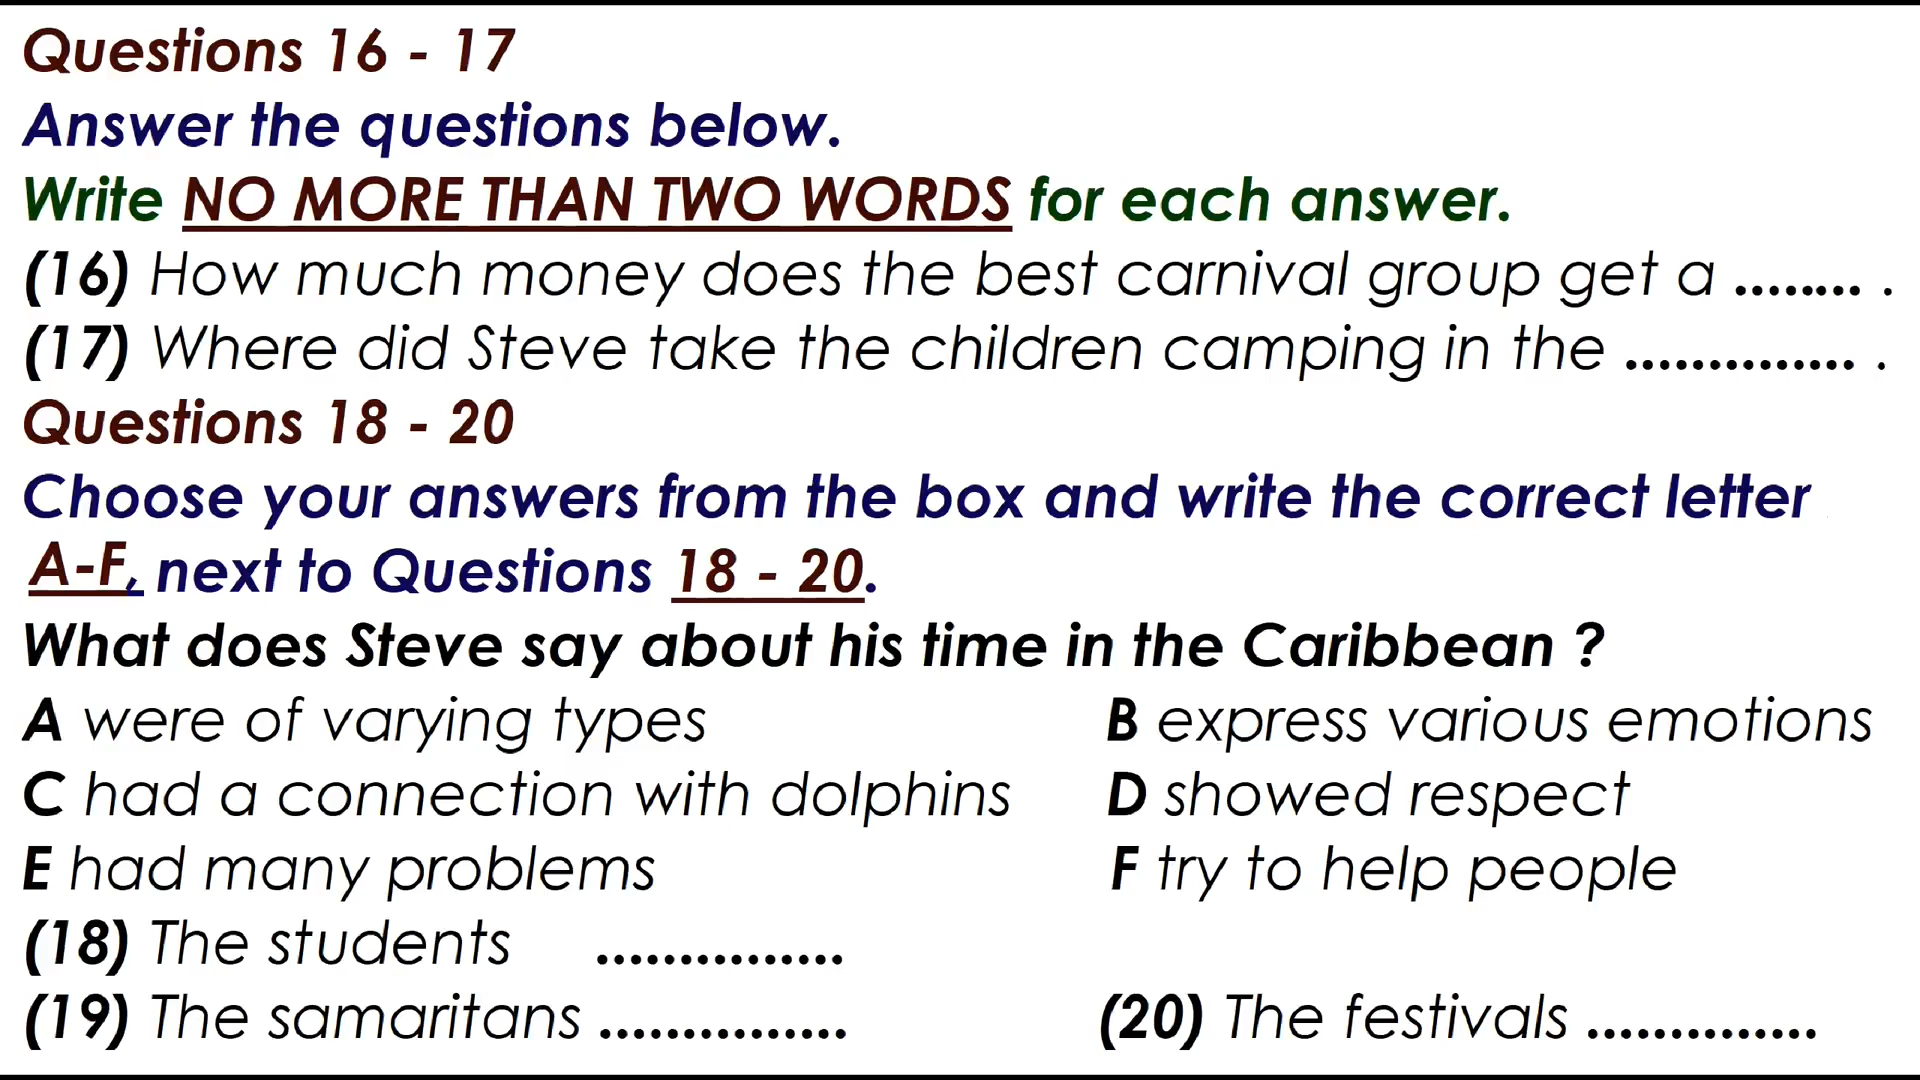 Questions 16 - 17
Answer the questions below.
Write NO MORE THAN TWO WORDS for each answer.
(16) How much money does the best carnival group get a ........ .
(17) Where did Steve take the children camping in the .............. .
Questions 18 - 20
Choose your answers from the box and write the correct letter
A-F, next to Questions 18 - 20.
What does Steve say about his time in the Caribbean ?
A were of varying types B express various emotions
C had a connection with dolphins D showed respect
E had many problems F try to help people
(18) The students ...............
(19) The samaritans ............... (20) The festivals ..............